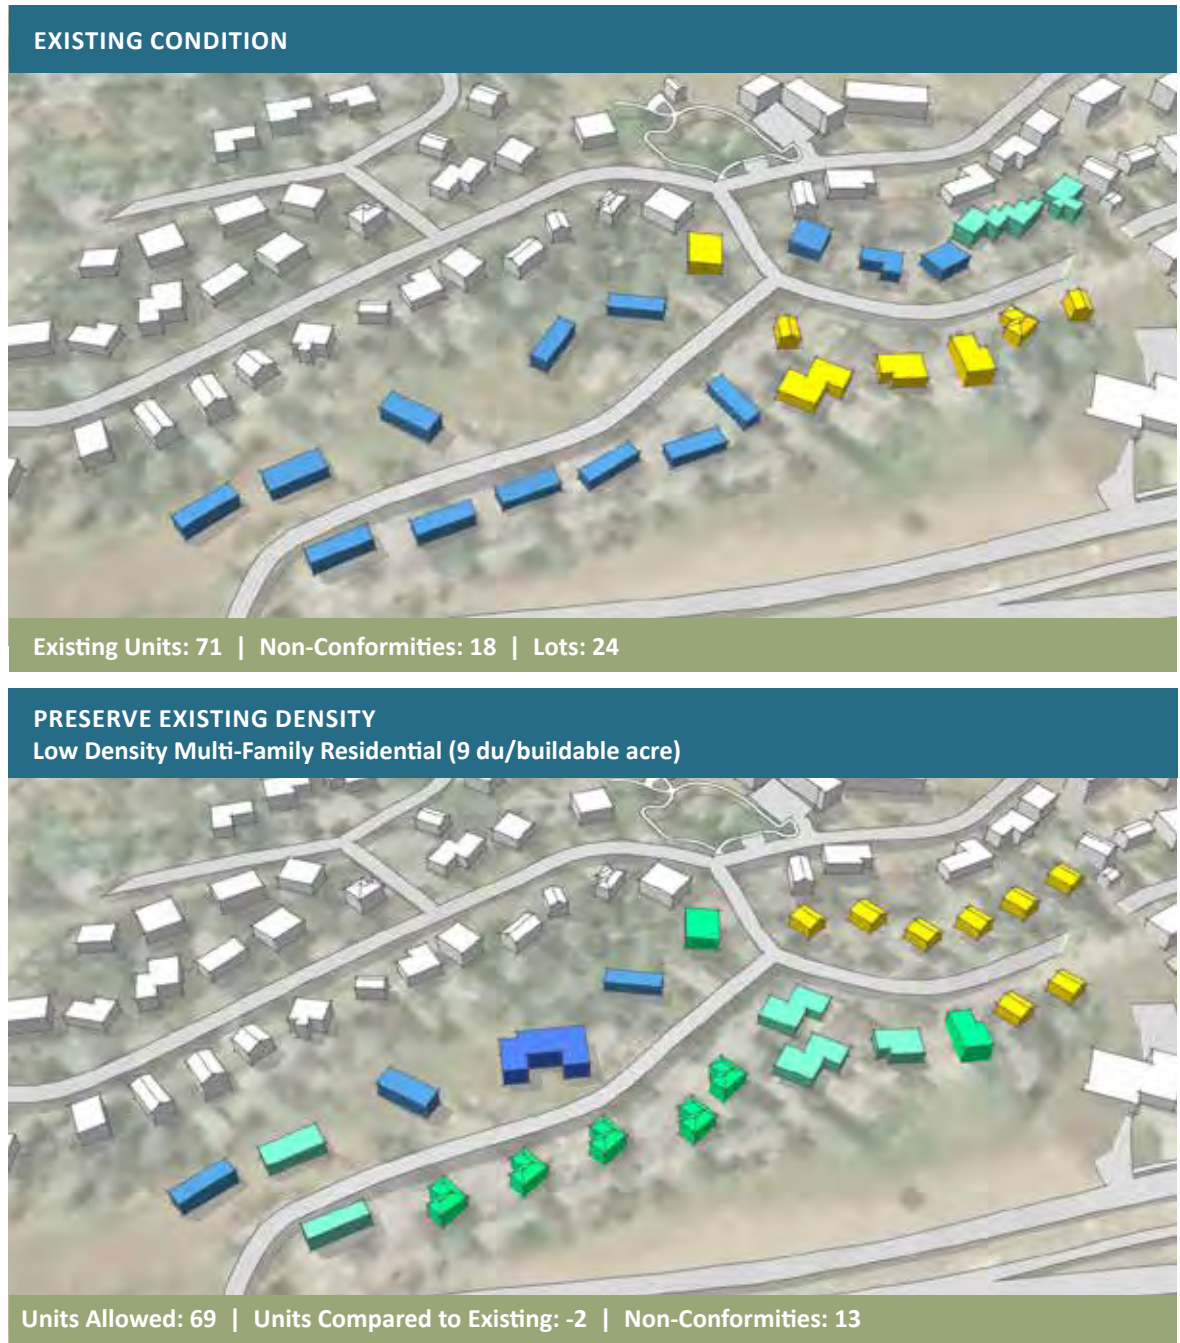 EXISTING CONDITION
Existing Units: 71 | Non-Conformities: 18 | Lots: 24
PRESERVE EXISTING DENSITY
Low Density Multi-Family Residential (9 du/buildable acre)
Units Allowed: 69 | Units Compared to Existing: -2 | Non-Conformities: 13